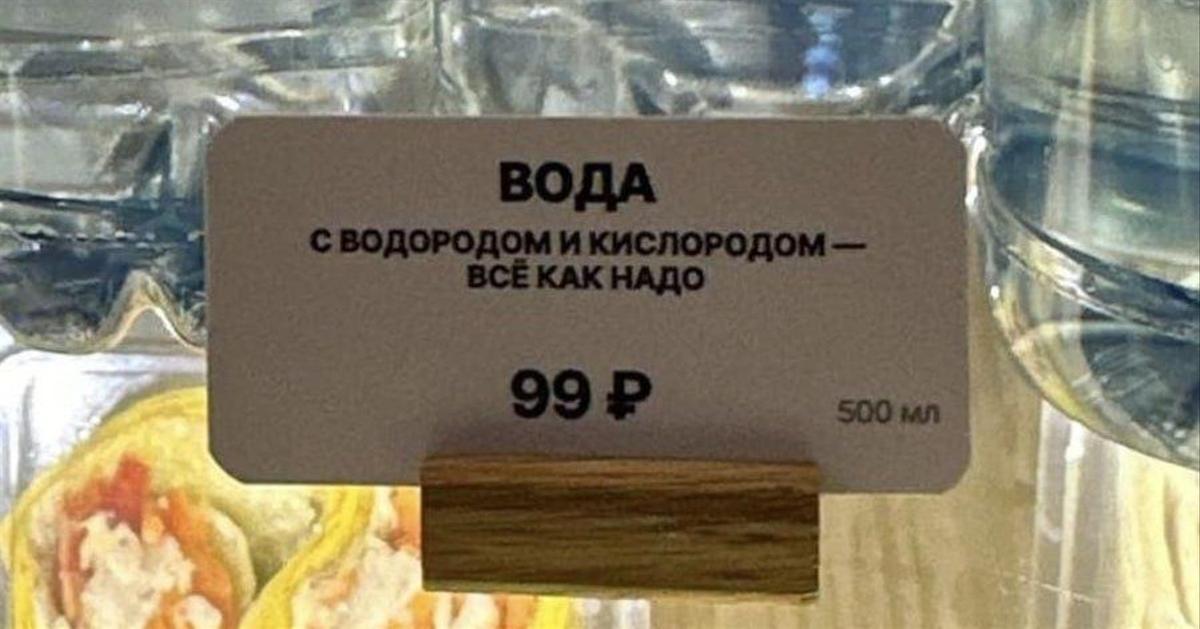 ВОДА
С ВОДОРОДОМ И КИСЛОРОДОМ —
ВСЁ КАК НАДО
99 ₽
500 мл